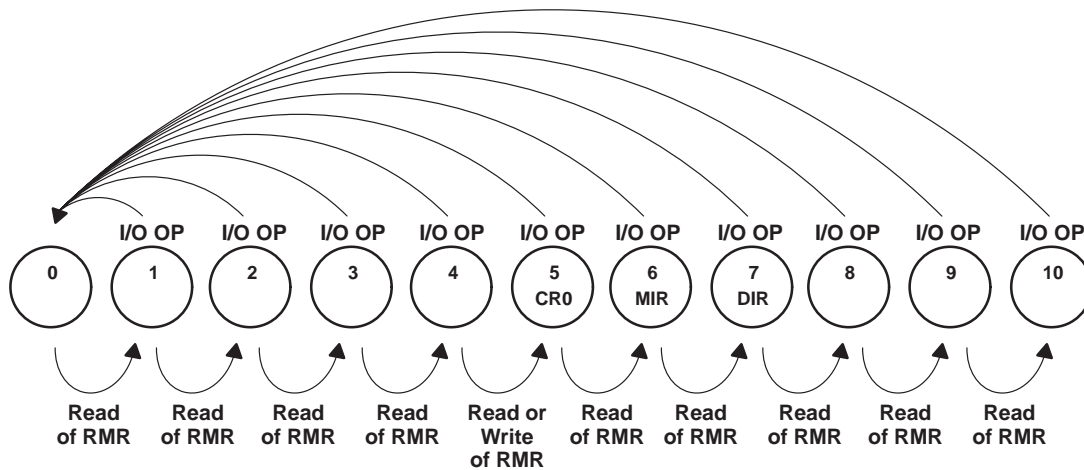 I/O OP I/O OP I/O OP I/O OP I/O OP I/O OP I/O OP I/O OP I/O OP I/O OP
0 1 2 3 4 5 6 7 8 9 10
CR0 MIR DIR
Read Read Read Read Read or Read Read Read Read Read
of RMR of RMR of RMR of RMR Write of RMR of RMR of RMR of RMR of RMR
of RMR